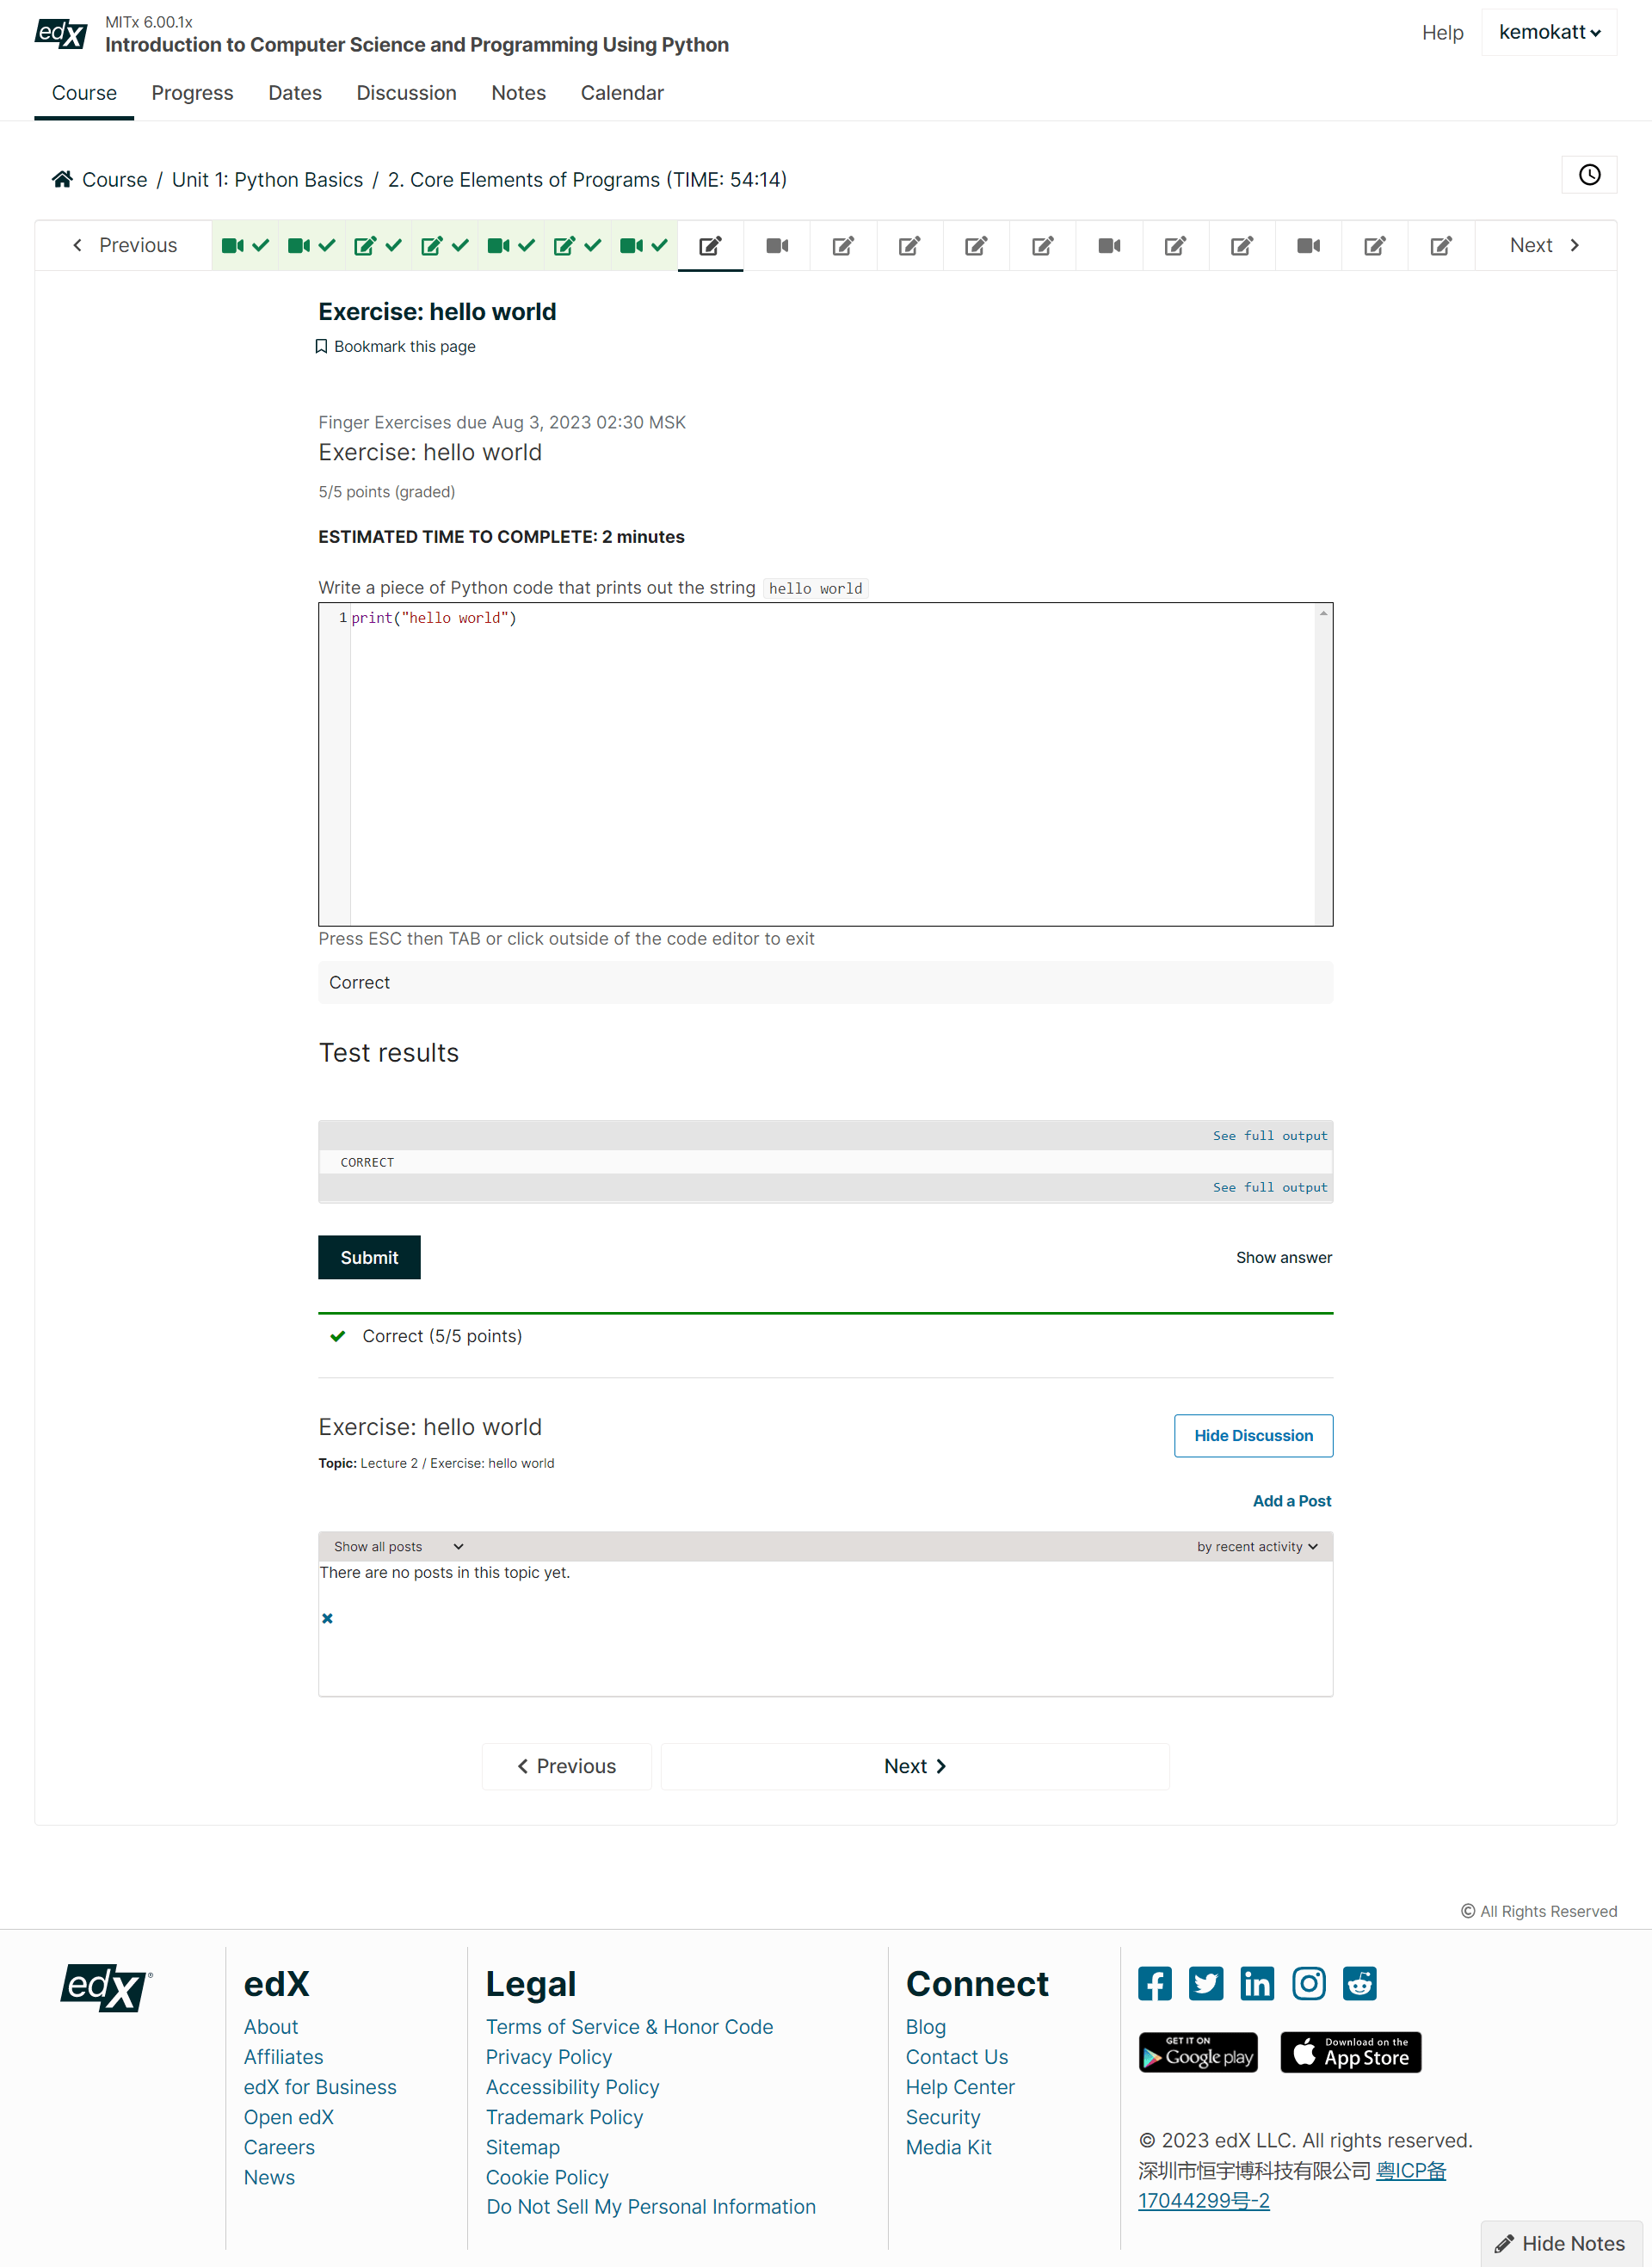 edX
MITx 6.00.1x
Introduction to Computer Science and Programming Using Python
Help
kemokatt
Course
Progress
Dates
Discussion
Notes
Calendar
Course / Unit 1: Python Basics / 2. Core Elements of Programs (TIME: 54:14)
Previous
Next
Exercise: hello world
Bookmark this page
Finger Exercises due Aug 3, 2023 02:30 MSK
Exercise: hello world
5/5 points (graded)
ESTIMATED TIME TO COMPLETE: 2 minutes
Write a piece of Python code that prints out the string hello world
1 print("hello world")
Press ESC then TAB or click outside of the code editor to exit
Correct
Test results
See full output
CORRECT
See full output
Submit
Show answer
Correct (5/5 points)
Exercise: hello world
Hide Discussion
Topic: Lecture 2 / Exercise: hello world
Add a Post
Show all posts
by recent activity
There are no posts in this topic yet.
Previous
Next
© All Rights Reserved
edX®
edX
About
Affiliates
edX for Business
Open edX
Careers
News
Legal
Terms of Service & Honor Code
Privacy Policy
Accessibility Policy
Trademark Policy
Sitemap
Cookie Policy
Do Not Sell My Personal Information
Connect
Blog
Contact Us
Help Center
Security
Media Kit
GET IT ON
Google play
Download on the
App Store
© 2023 edX LLC. All rights reserved.
深圳市恒宇博科技有限公司 粤ICP备
17044299号-2
Hide Notes